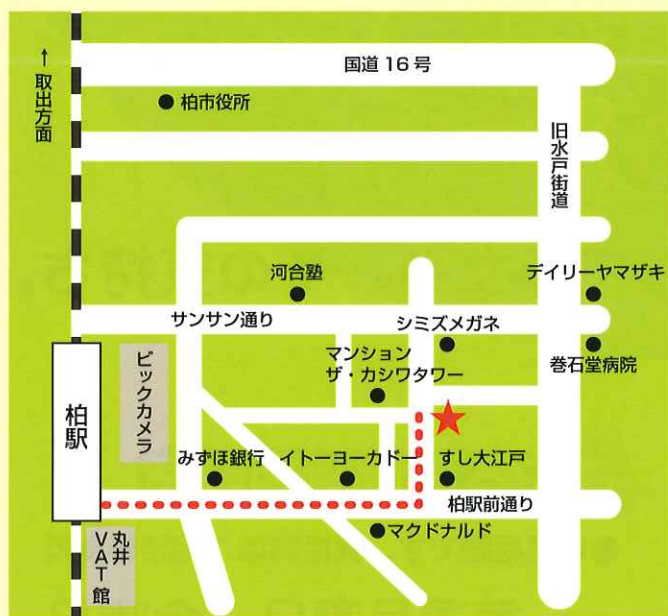 国道16号
↑取出方面
柏市役所
旧水戸街道
河合塾
デイリーヤマザキ
サンサン通り
シミズメガネ
マンション
ザ・カシワタワー
巻石堂病院
ビックカメラ
柏駅
みずほ銀行
イトーヨーカドー
すし大江戸
柏駅前通り
マクドナルド
丸井
VAT館